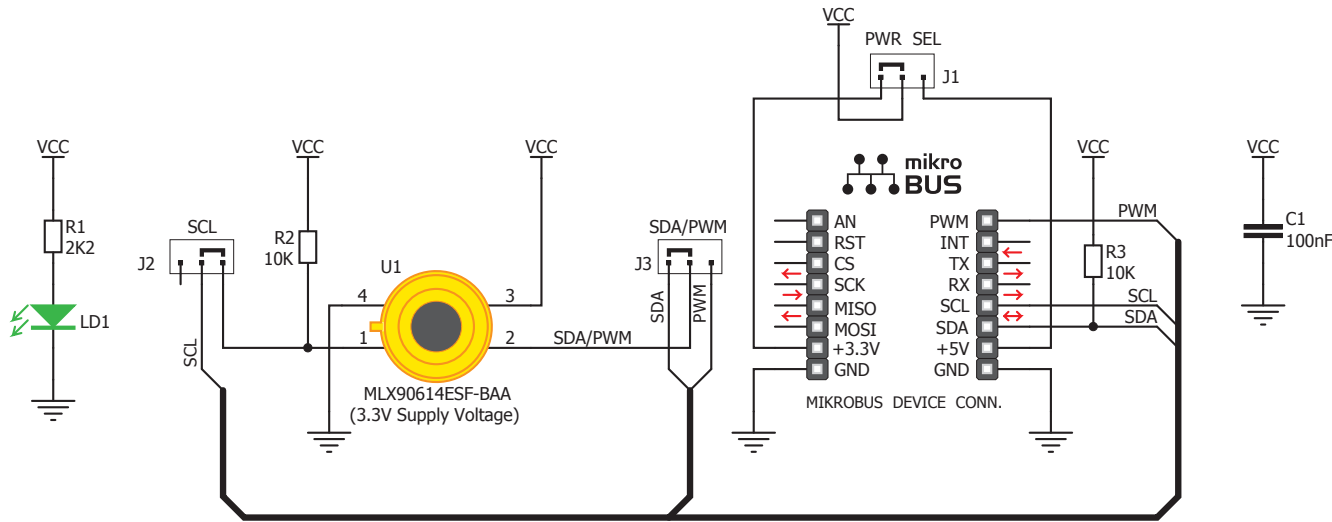 VCC
PWR SEL
J1
VCC
VCC
VCC
VCC
VCC
mikro
BUS
R1
2K2
SCL
J2
R2
10K
SDA/PWM
J3
AN
RST
CS
SCK
MISO
MOSI
+3.3V
GND
PWM
INT
TX
RX
SCL
SDA
+5V
GND
PWM
SCL
SDA
R3
10K
C1
100nF
U1
4
3
1
2
SDA/PWM
SDA
PWM
SCL
LD1
MLX90614ESF-BAA
(3.3V Supply Voltage)
MIKROBUS DEVICE CONN.